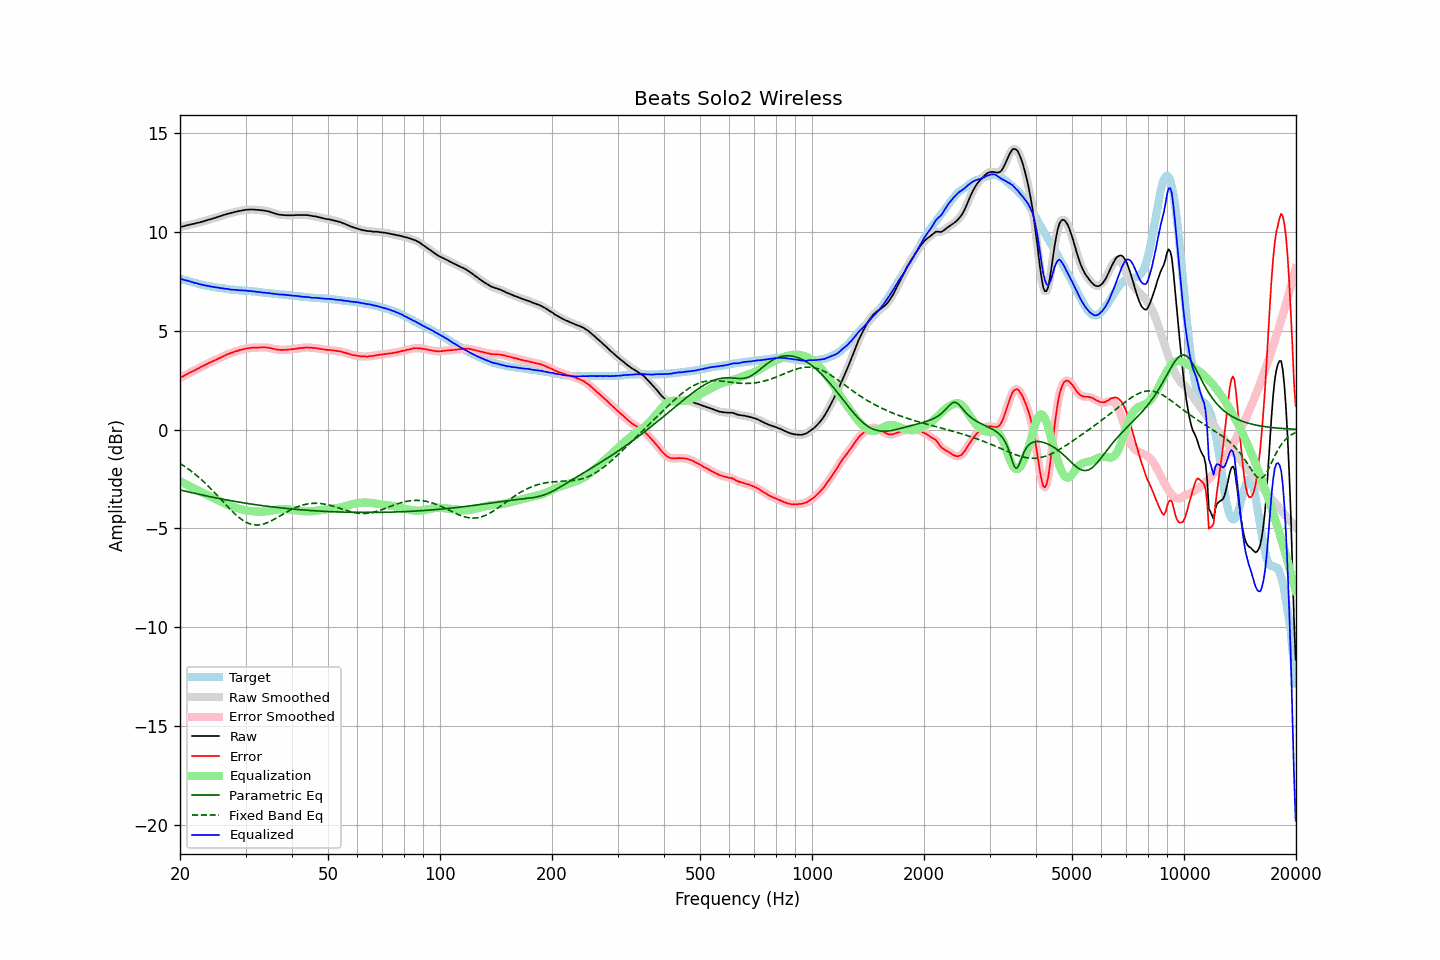 Beats Solo2 Wireless
Amplitude (dBr)
15
10
5
0
−5
−10
−15
−20
Target
Raw Smoothed
Error Smoothed
Raw
Error
Equalization
Parametric Eq
Fixed Band Eq
Equalized
20 50 100 200 500 1000 2000 5000 10000 20000
Frequency (Hz)